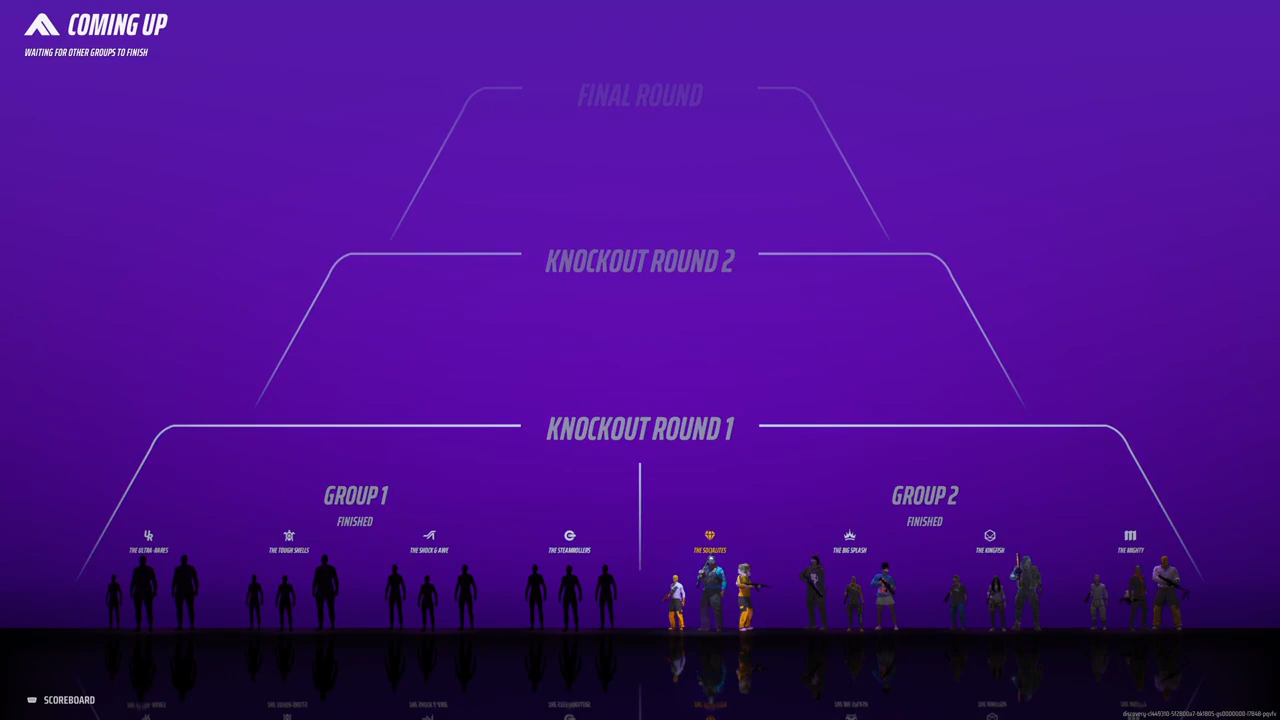 COMING UP
WAITING FOR OTHER GROUPS TO FINISH
FINAL ROUND
KNOCKOUT ROUND 2
KNOCKOUT ROUND 1
GROUP 1
FINISHED
GROUP 2
FINISHED
THE ULTRA-RARES
THE TOUGH SHELLS
THE SHOCK & AWE
THE STEAMROLLERS
THE SOCIALITES
THE BIG SPLASH
THE KINGFISH
THE MIGHTY
SCOREBOARD